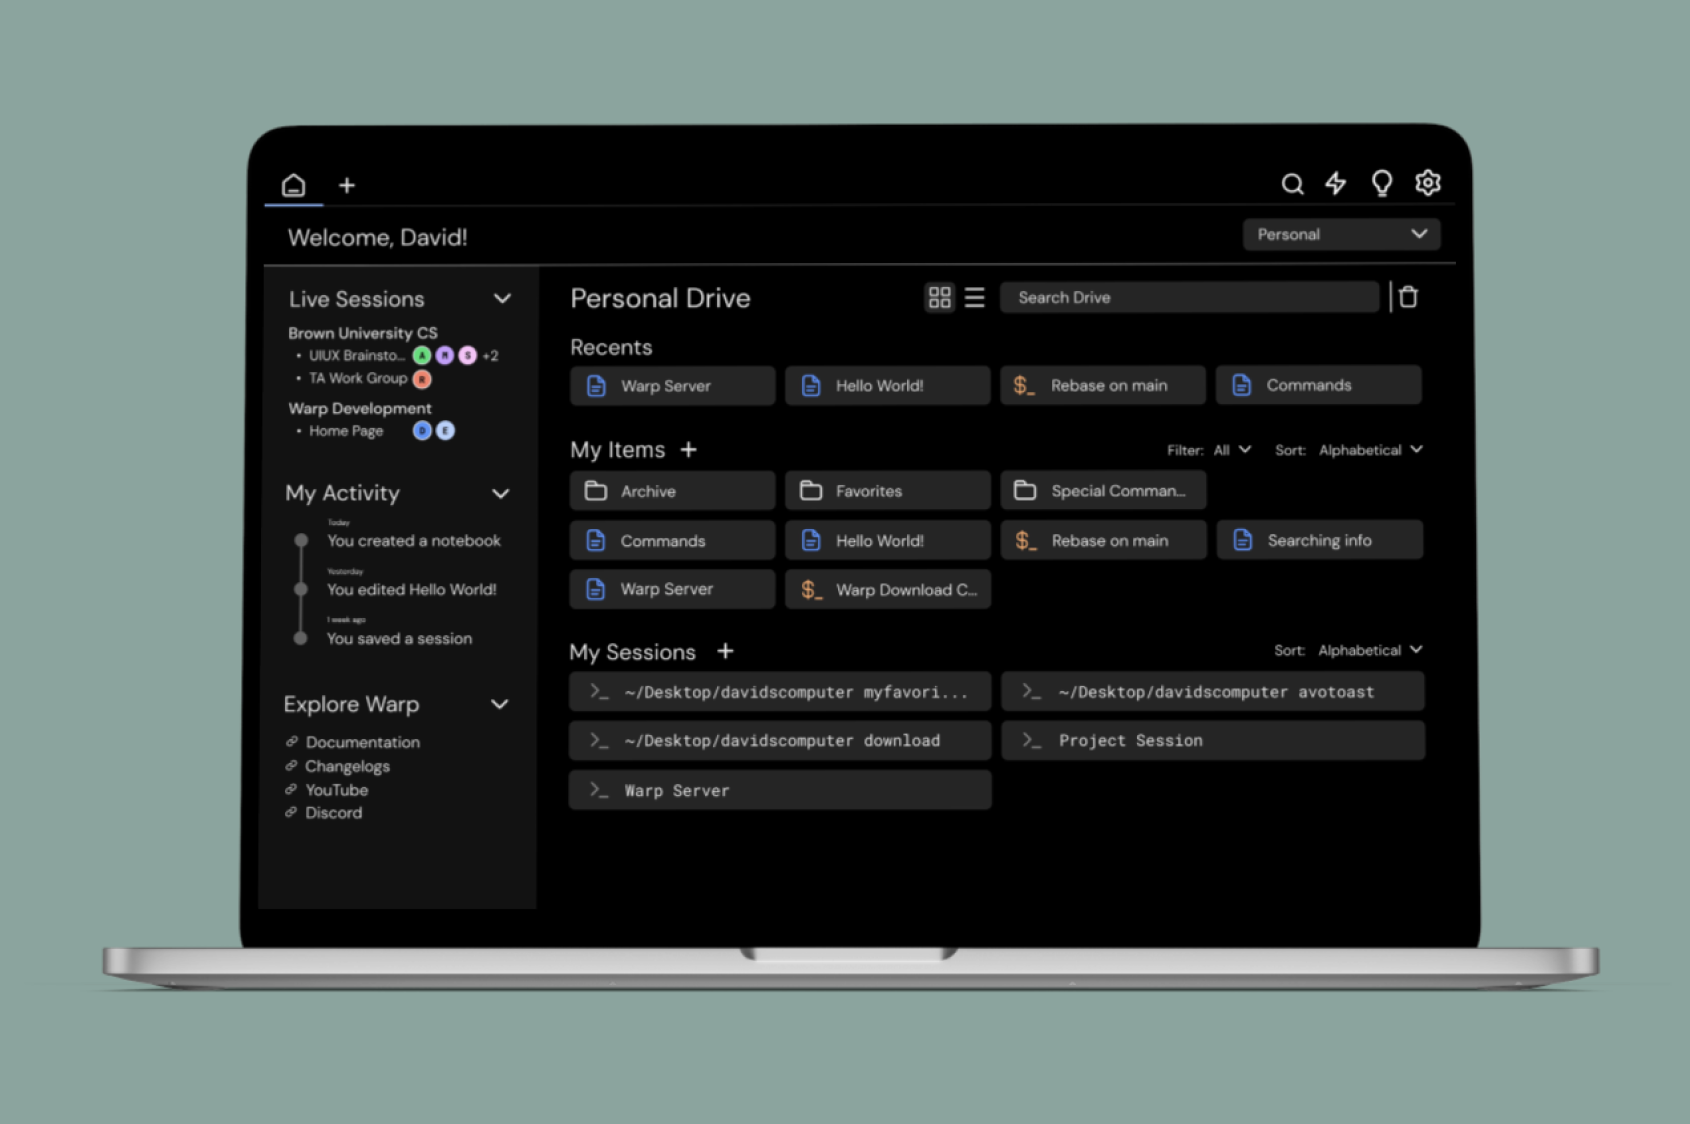 Welcome, David!
Personal
Live Sessions
Brown University CS
• UIUX Brainsto... A M S +2
• TA Work Group R
Warp Development
• Home Page D E
My Activity
Today
You created a notebook
Yesterday
You edited Hello World!
1 week ago
You saved a session
Explore Warp
Documentation
Changelogs
YouTube
Discord
Personal Drive
Search Drive
Recents
Warp Server
Hello World!
$_ Rebase on main
Commands
My Items +
Filter: All
Sort: Alphabetical
Archive
Favorites
Special Comman...
Commands
Hello World!
$_ Rebase on main
Searching info
Warp Server
$_ Warp Download C...
My Sessions +
Sort: Alphabetical
>_ ~/Desktop/davidscomputer myfavori...
>_ ~/Desktop/davidscomputer avotoast
>_ ~/Desktop/davidscomputer download
>_ Project Session
>_ Warp Server